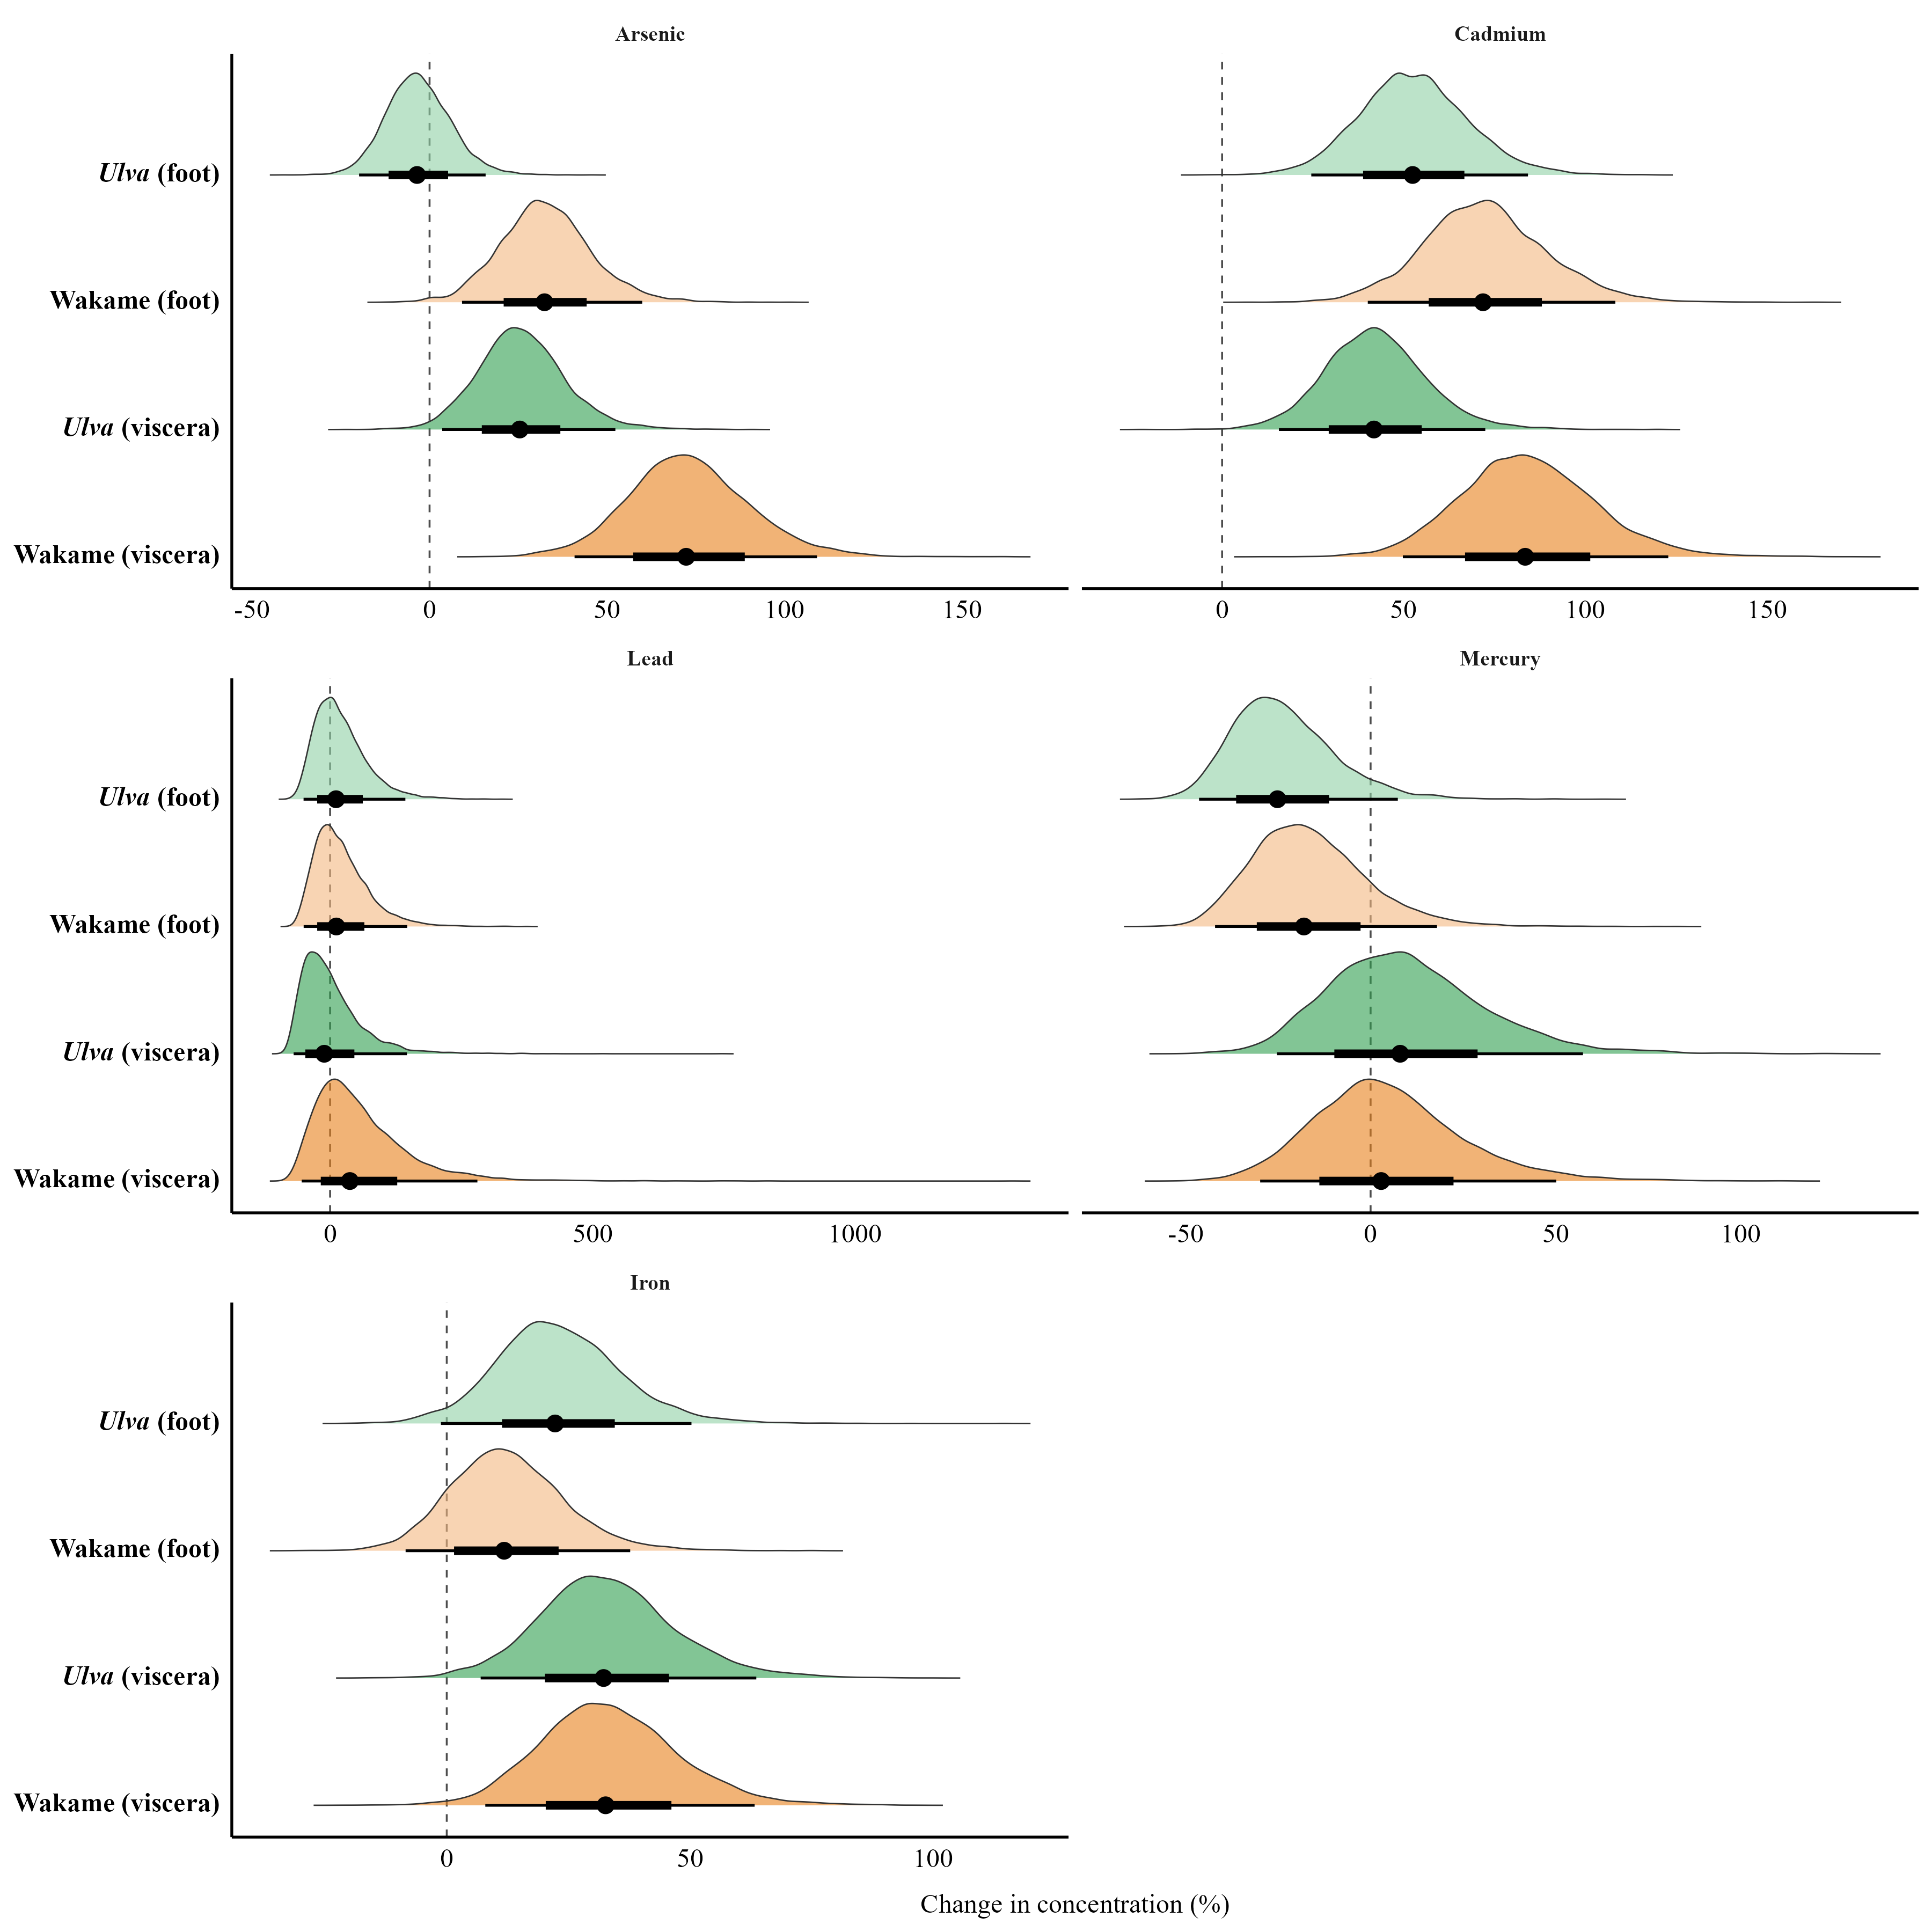 Arsenic
Cadmium
Ulva (foot)
Wakame (foot)
Ulva (viscera)
Wakame (viscera)
-50 0 50 100 150
0 50 100 150
Lead
Mercury
Ulva (foot)
Wakame (foot)
Ulva (viscera)
Wakame (viscera)
0 500 1000
-50 0 50 100
Iron
Ulva (foot)
Wakame (foot)
Ulva (viscera)
Wakame (viscera)
0 50 100
Change in concentration (%)